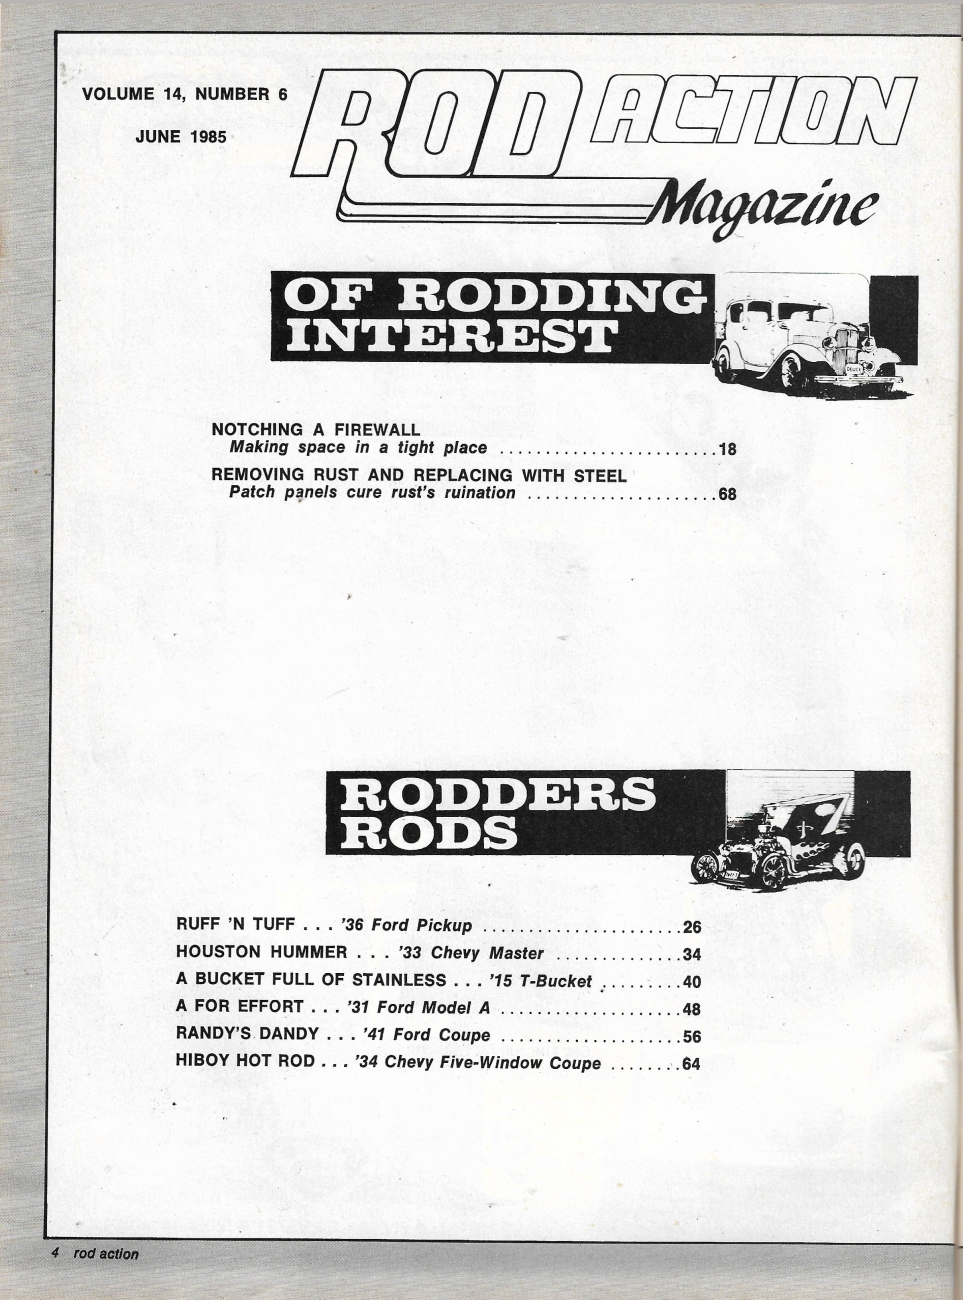 VOLUME 14, NUMBER 6
JUNE 1985
ROD ACTION
Magazine
OF RODDING
INTEREST
NOTCHING A FIREWALL
Making space in a tight place ........................18
REMOVING RUST AND REPLACING WITH STEEL
Patch panels cure rust's ruination .....................68
RODDERS
RODS
RUFF 'N TUFF . . . '36 Ford Pickup ......................26
HOUSTON HUMMER . . . '33 Chevy Master ..............34
A BUCKET FULL OF STAINLESS . . . '15 T-Bucket .........40
A FOR EFFORT . . . '31 Ford Model A ....................48
RANDY'S DANDY . . . '41 Ford Coupe ....................56
HIBOY HOT ROD . . . '34 Chevy Five-Window Coupe ........64
4 rod action